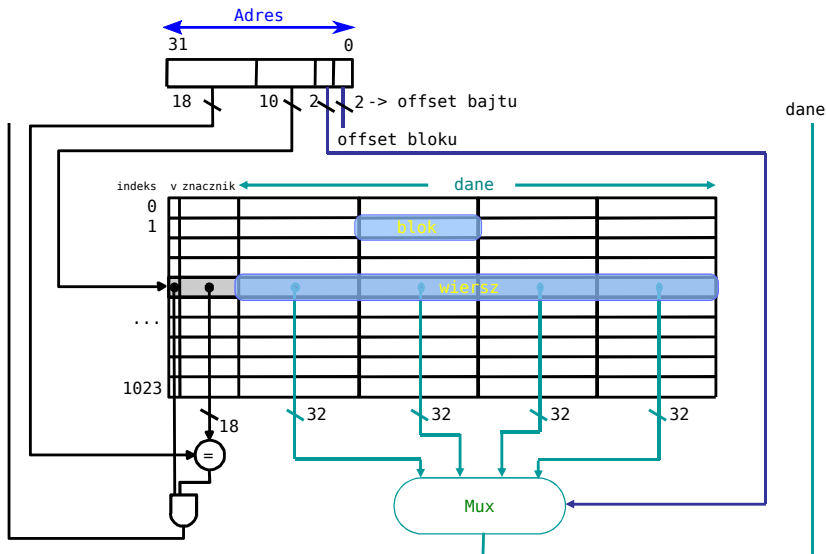 Adres
31 0
18 10 2 2 -> offset bajtu
dane
offset bloku
indeks v znacznik dane
0
1 blok
wiersz
...
1023
18 32 32 32 32
=
Mux